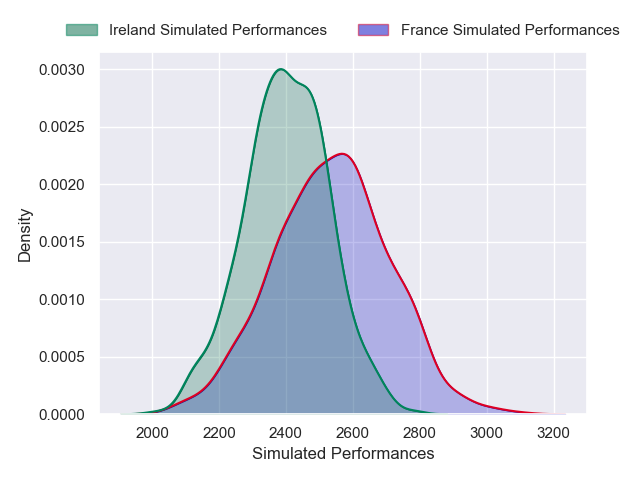 Ireland Simulated Performances France Simulated Performances
0.0030
0.0025
0.0020
0.0015
0.0010
0.0005
0.0000
Density
2000 2200 2400 2600 2800 3000 3200
Simulated Performances